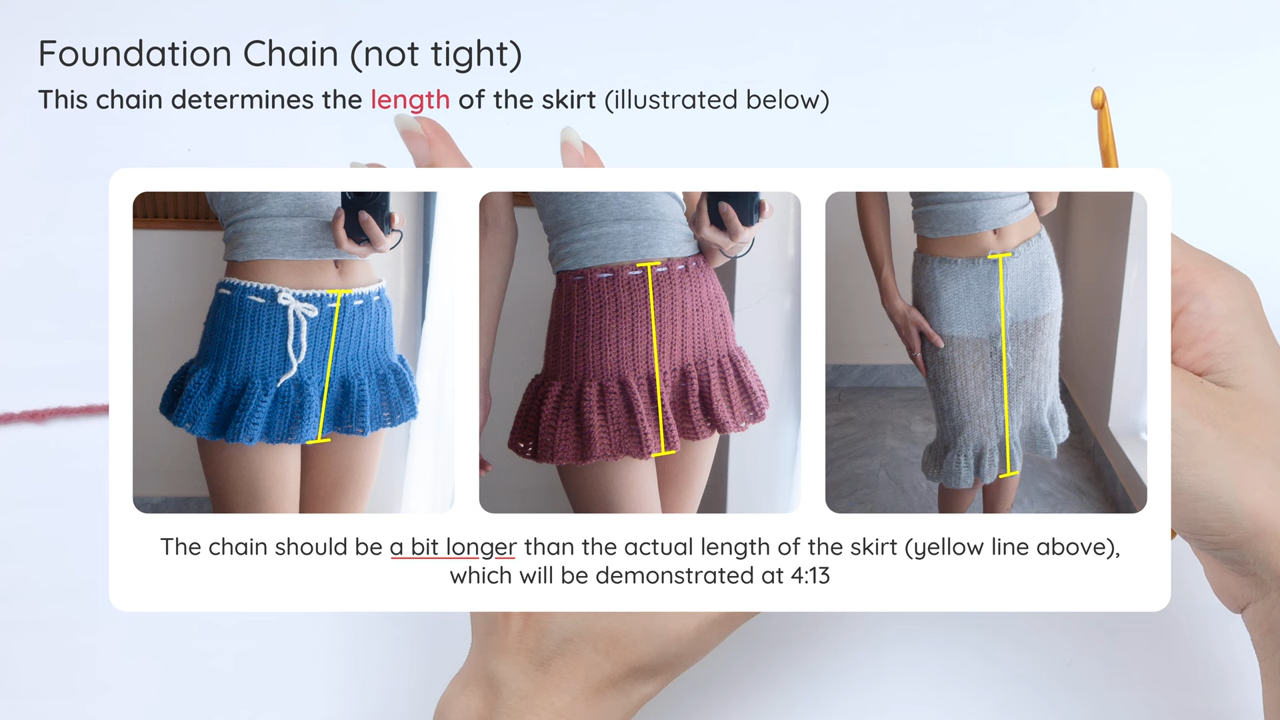 Foundation Chain (not tight)
This chain determines the length of the skirt (illustrated below)
The chain should be a bit longer than the actual length of the skirt (yellow line above),
which will be demonstrated at 4:13